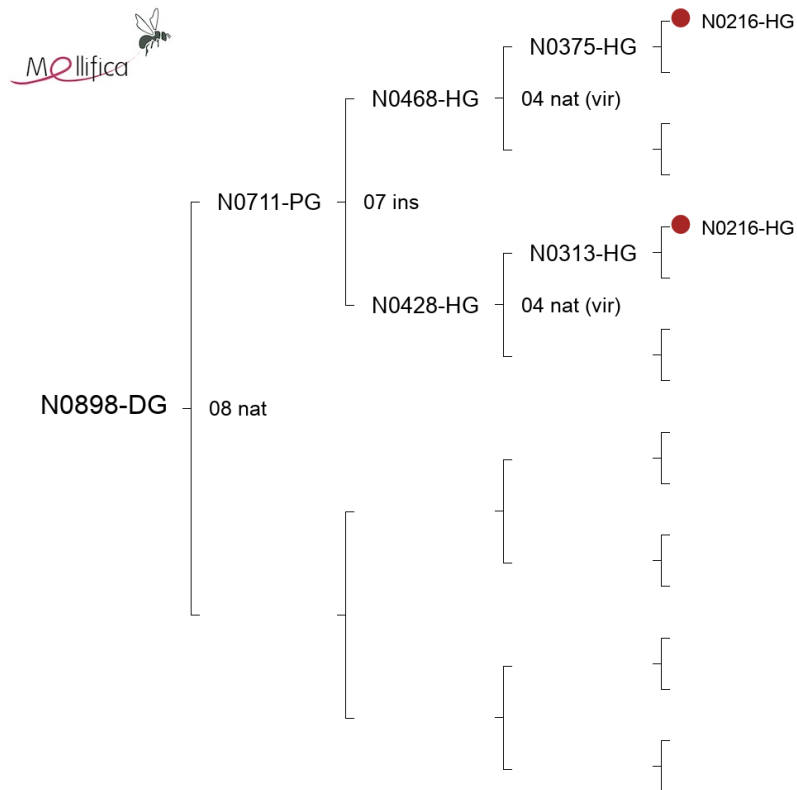 Mellifica
N0216-HG
N0375-HG
N0468-HG
04 nat (vir)
N0711-PG
07 ins
N0216-HG
N0313-HG
N0428-HG
04 nat (vir)
N0898-DG
08 nat